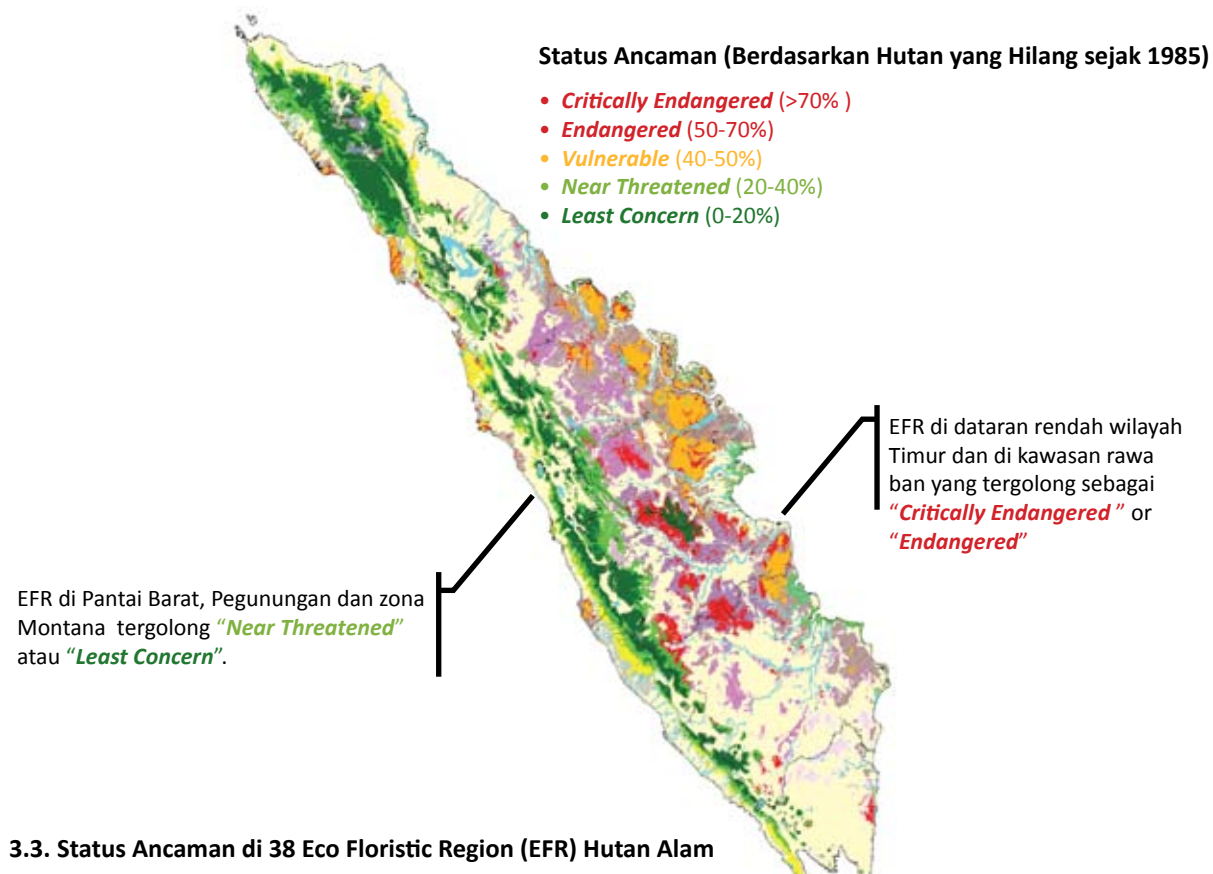 Status Ancaman (Berdasarkan Hutan yang Hilang sejak 1985)
• Critically Endangered (>70% )
• Endangered (50-70%)
• Vulnerable (40-50%)
• Near Threatened (20-40%)
• Least Concern (0-20%)
EFR di dataran rendah wilayah
Timur dan di kawasan rawa
ban yang tergolong sebagai
“Critically Endangered ” or
“Endangered”
EFR di Pantai Barat, Pegunungan dan zona
Montana tergolong “Near Threatened”
atau “Least Concern”.
3.3. Status Ancaman di 38 Eco Floristic Region (EFR) Hutan Alam